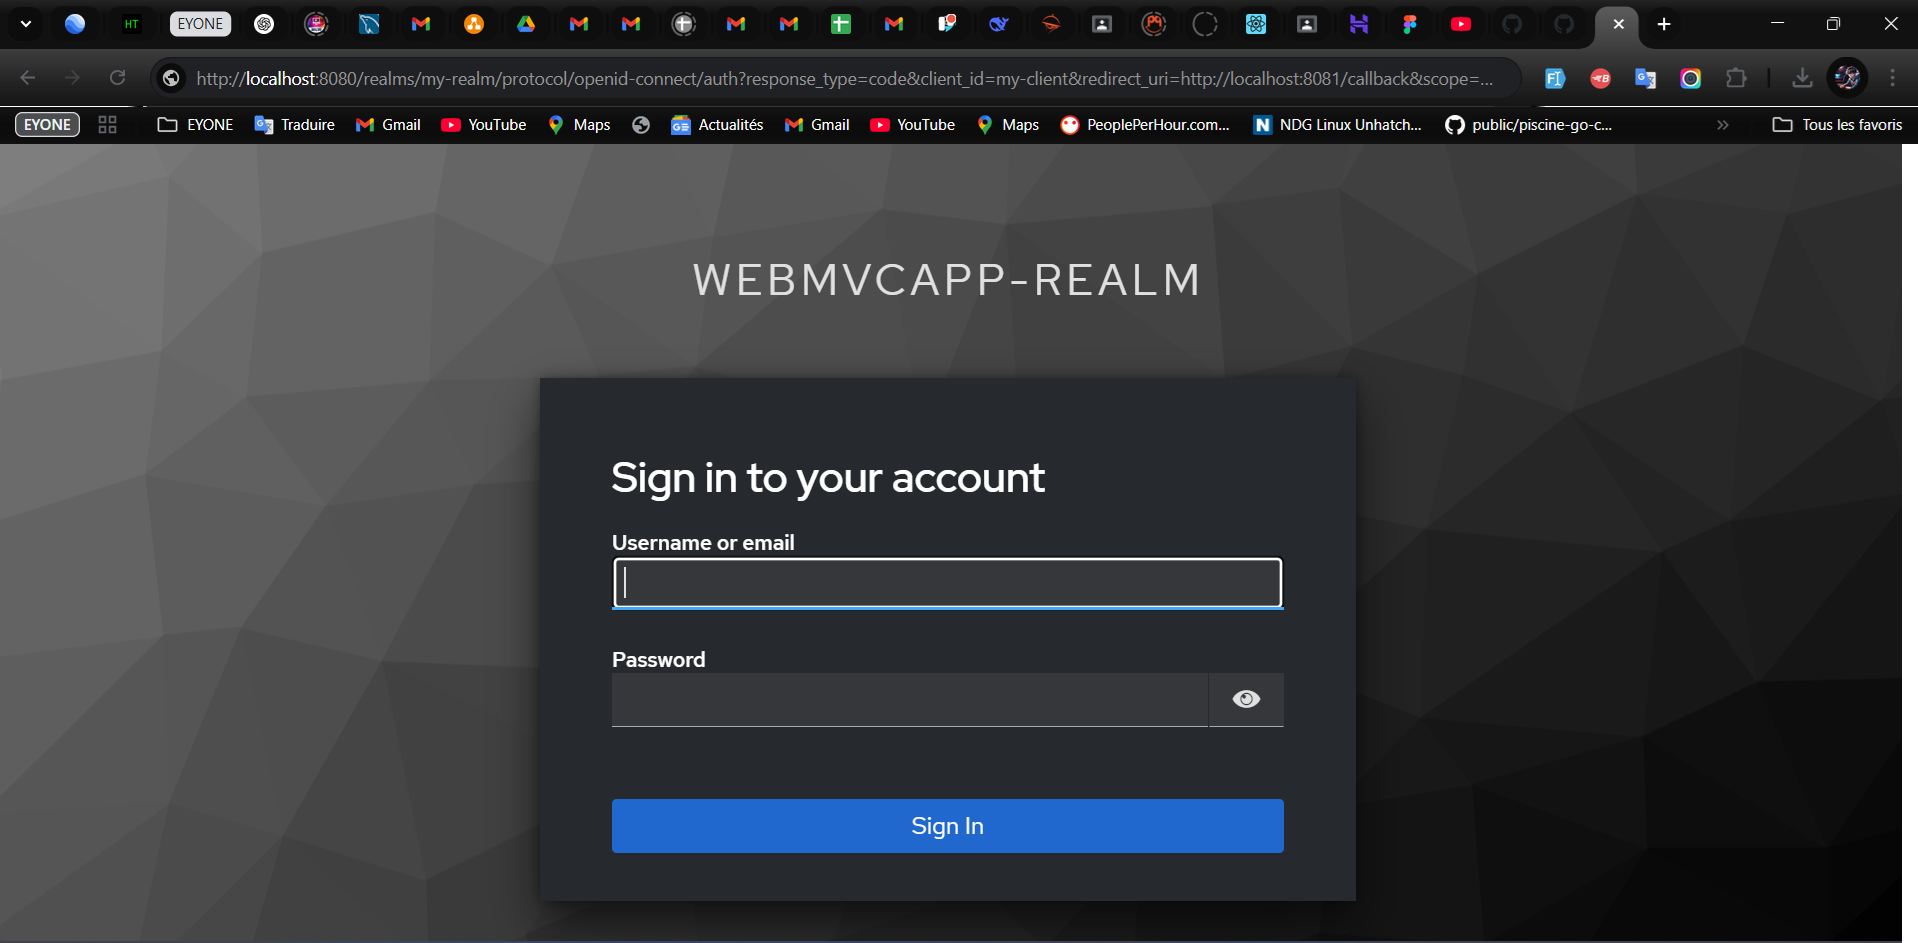 HT
EYONE
http://localhost:8080/realms/my-realm/protocol/openid-connect/auth?response_type=code&client_id=my-client&redirect_uri=http://localhost:8081/callback&scope=...
EYONE EYONE Traduire Gmail YouTube Maps Actualités Gmail YouTube Maps PeoplePerHour.com... NDG Linux Unhatch... public/piscine-go-c... Tous les favoris
WEBMVCAPP-REALM
Sign in to your account
Username or email
Password
Sign In